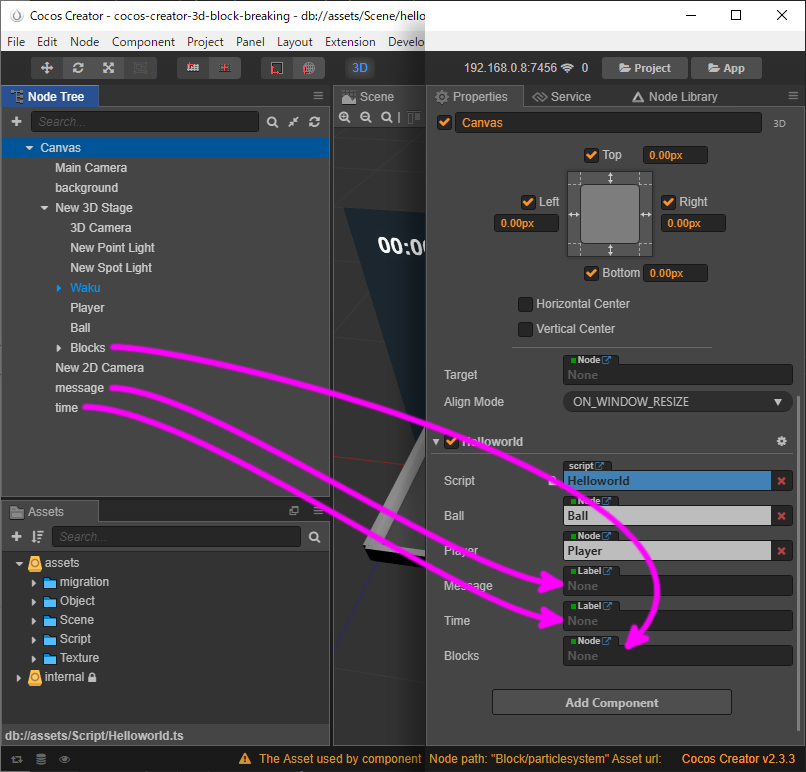 Cocos Creator - cocos-creator-3d-block-breaking - db://assets/Scene/hello
File Edit Node Component Project Panel Layout Extension Develo
3D 192.168.0.8:7456 0 Project App
Node Tree
Search...
Canvas
Main Camera
background
New 3D Stage
3D Camera
New Point Light
New Spot Light
Waku
Player
Ball
Blocks
New 2D Camera
message
time
Assets
Search...
assets
migration
Object
Scene
Script
Texture
internal
db://assets/Script/Helloworld.ts
Scene
00:0
Properties Service Node Library
Canvas 3D
Top 0.00px
Left Right
0.00px 0.00px
Bottom 0.00px
Horizontal Center
Vertical Center
Node
Target None
Align Mode ON_WINDOW_RESIZE
Helloworld
script
Script Helloworld
Node
Ball Ball
Node
Player Player
Label
Message None
Label
Time None
Node
Blocks None
Add Component
The Asset used by component Node path: "Block/particlesystem" Asset url: Cocos Creator v2.3.3